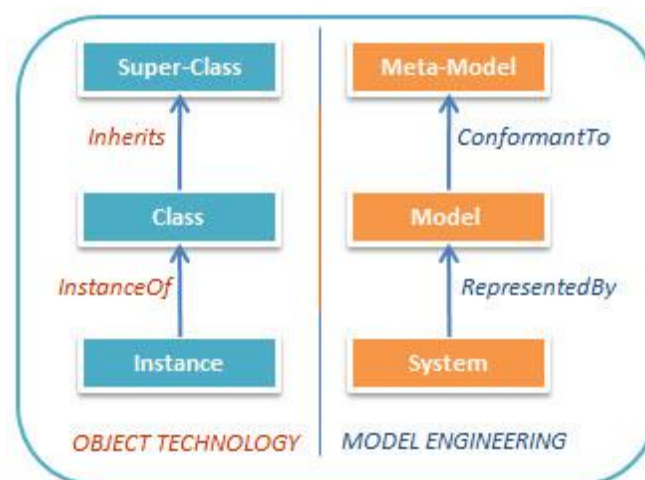 Super-Class
Meta-Model
Inherits
ConformantTo
Class
Model
InstanceOf
RepresentedBy
Instance
System
OBJECT TECHNOLOGY
MODEL ENGINEERING